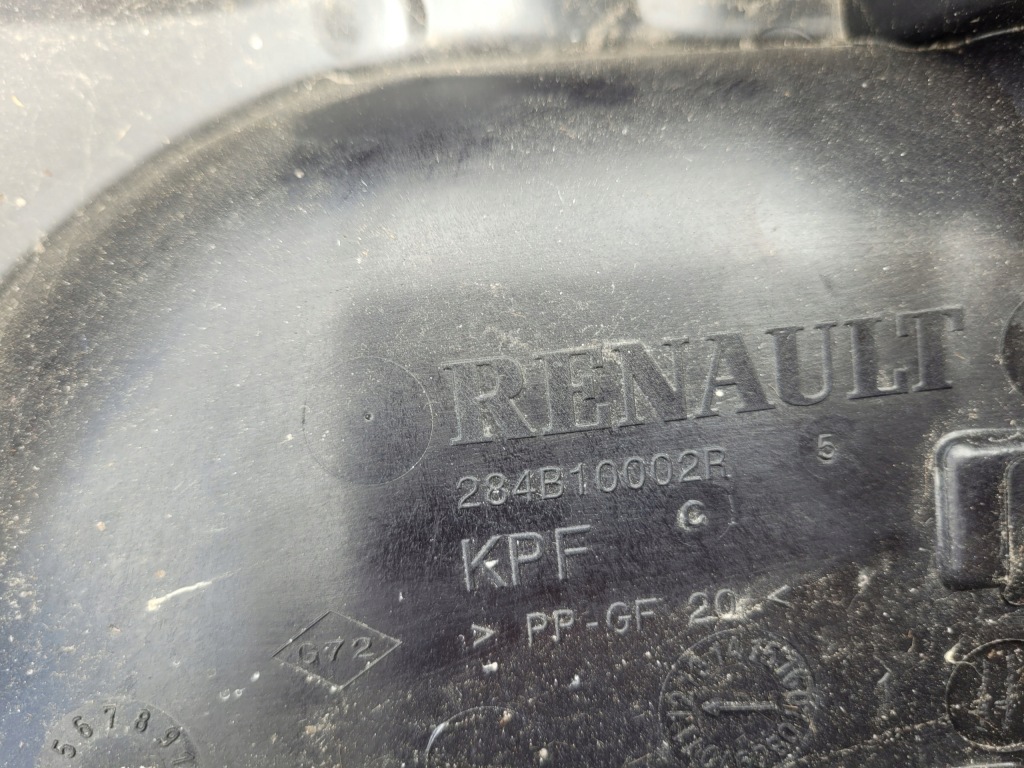 RENAULT
284B10002R
5
C
KPF
> PP-GF 20 <
G72